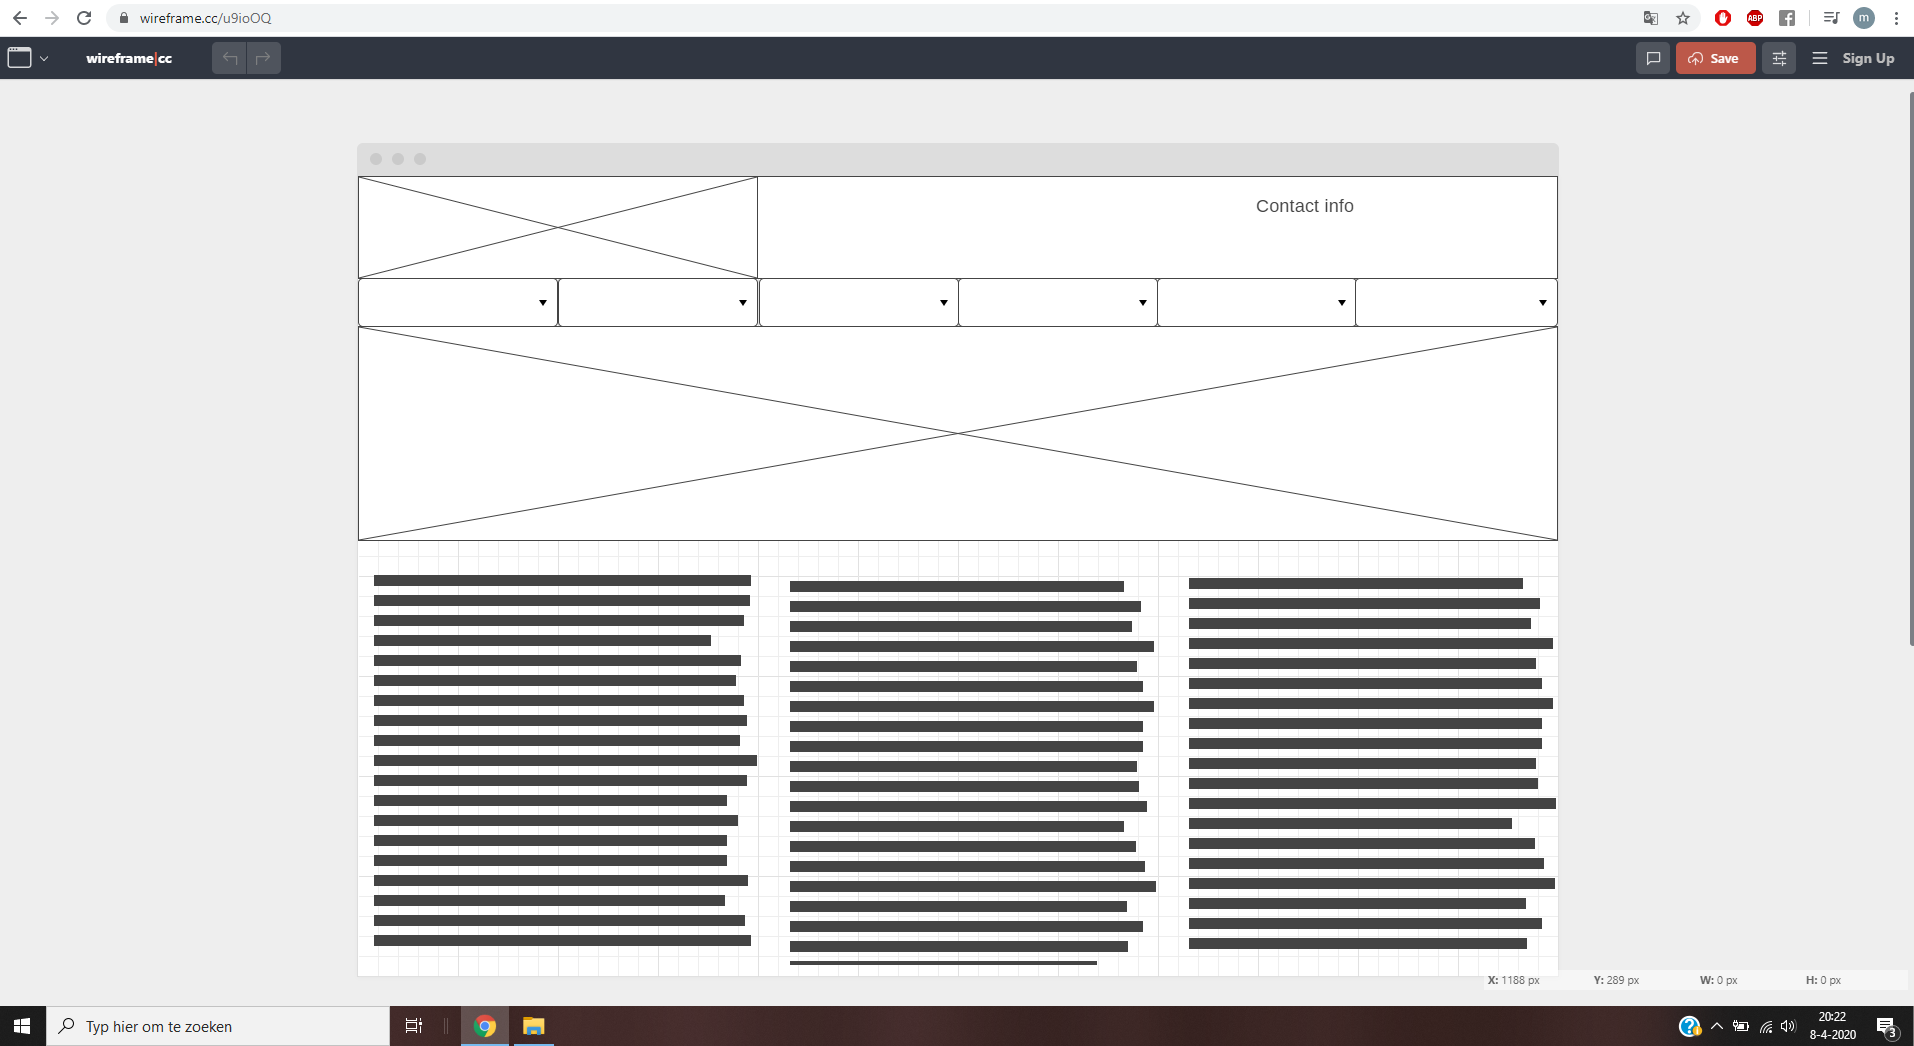 wireframe.cc/u9ioOQ
ABP
m
wireframe|cc
Save
Sign Up
Contact info
X: 1188 px
Y: 289 px
W: 0 px
H: 0 px
Typ hier om te zoeken
20:22
8-4-2020
3